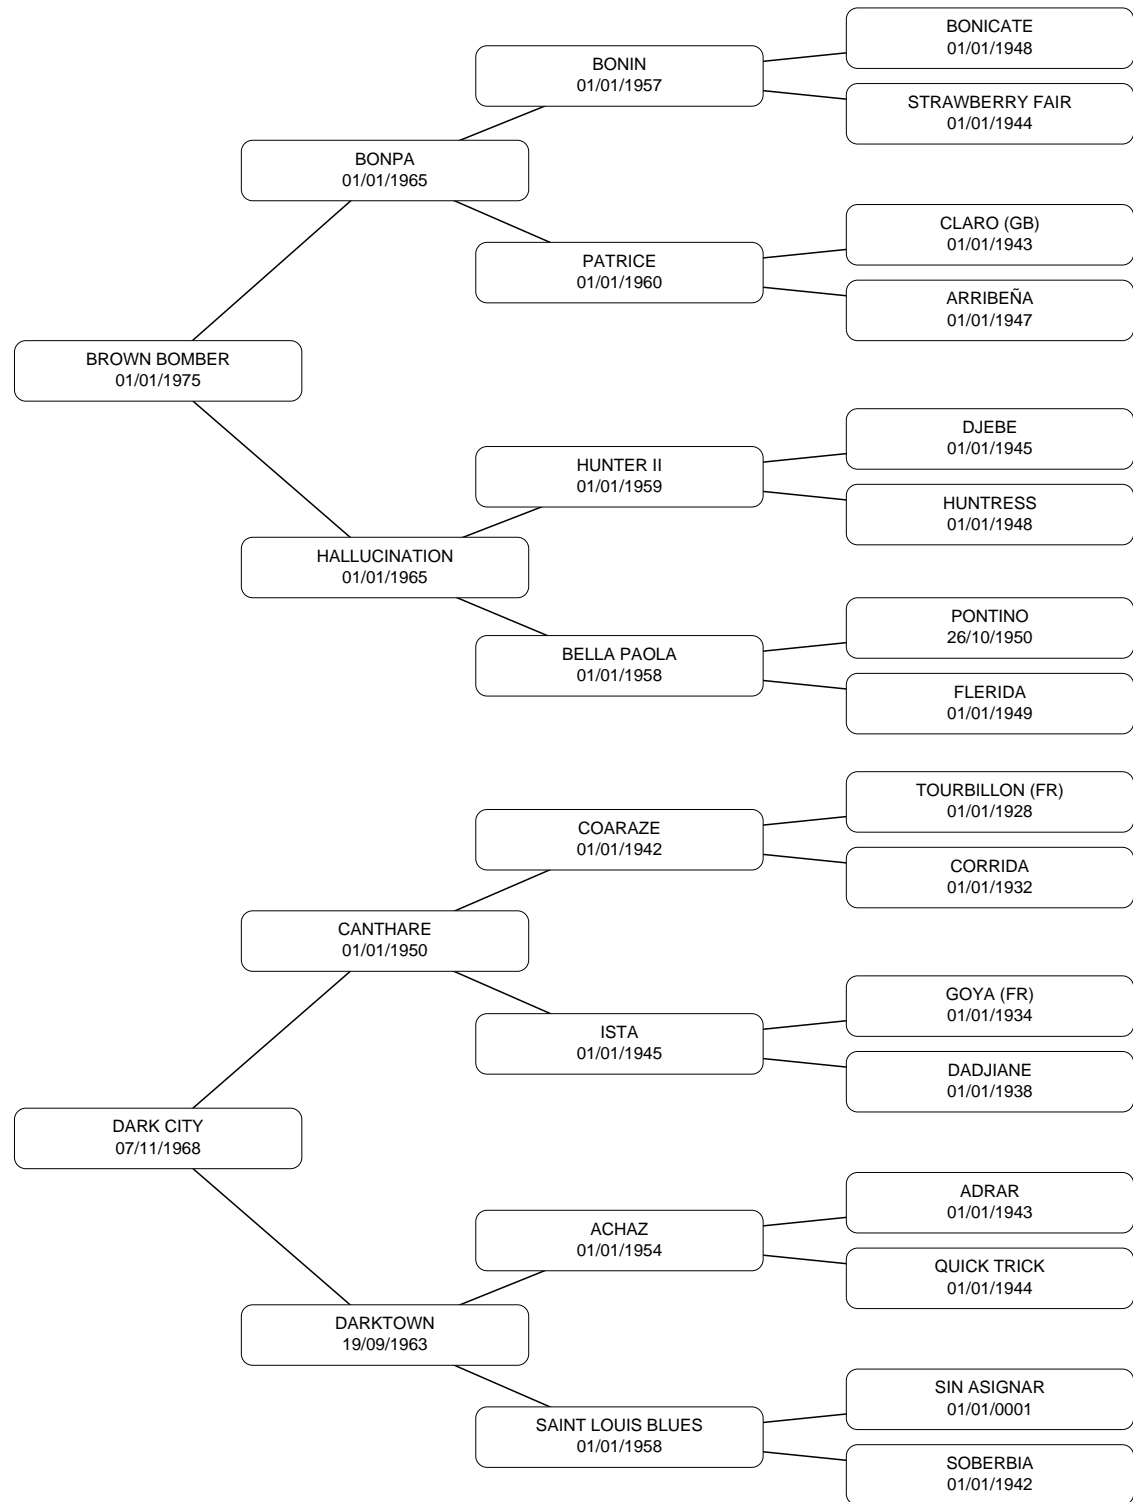 BONICATE
01/01/1948
BONIN
01/01/1957
STRAWBERRY FAIR
01/01/1944
BONPA
01/01/1965
CLARO (GB)
01/01/1943
PATRICE
01/01/1960
ARRIBEÑA
01/01/1947
BROWN BOMBER
01/01/1975
DJEBE
01/01/1945
HUNTER II
01/01/1959
HUNTRESS
01/01/1948
HALLUCINATION
01/01/1965
PONTINO
26/10/1950
BELLA PAOLA
01/01/1958
FLERIDA
01/01/1949
TOURBILLON (FR)
01/01/1928
COARAZE
01/01/1942
CORRIDA
01/01/1932
CANTHARE
01/01/1950
GOYA (FR)
01/01/1934
ISTA
01/01/1945
DADJIANE
01/01/1938
DARK CITY
07/11/1968
ADRAR
01/01/1943
ACHAZ
01/01/1954
QUICK TRICK
01/01/1944
DARKTOWN
19/09/1963
SIN ASIGNAR
01/01/0001
SAINT LOUIS BLUES
01/01/1958
SOBERBIA
01/01/1942